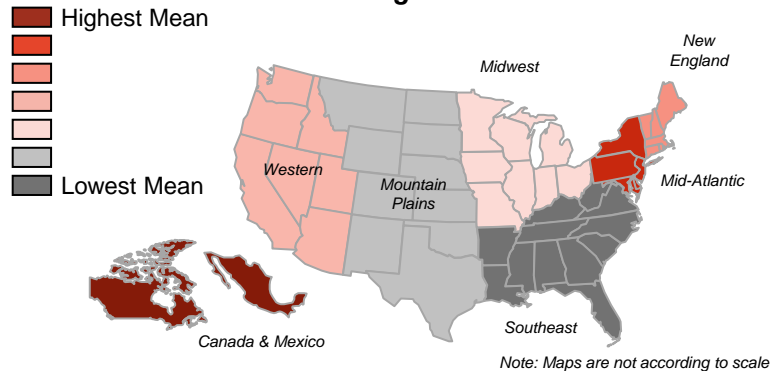 Highest Mean
New
England
Midwest
Western
Mountain
Plains
Lowest Mean
Mid-Atlantic
Southeast
Canada & Mexico
Note: Maps are not according to scale